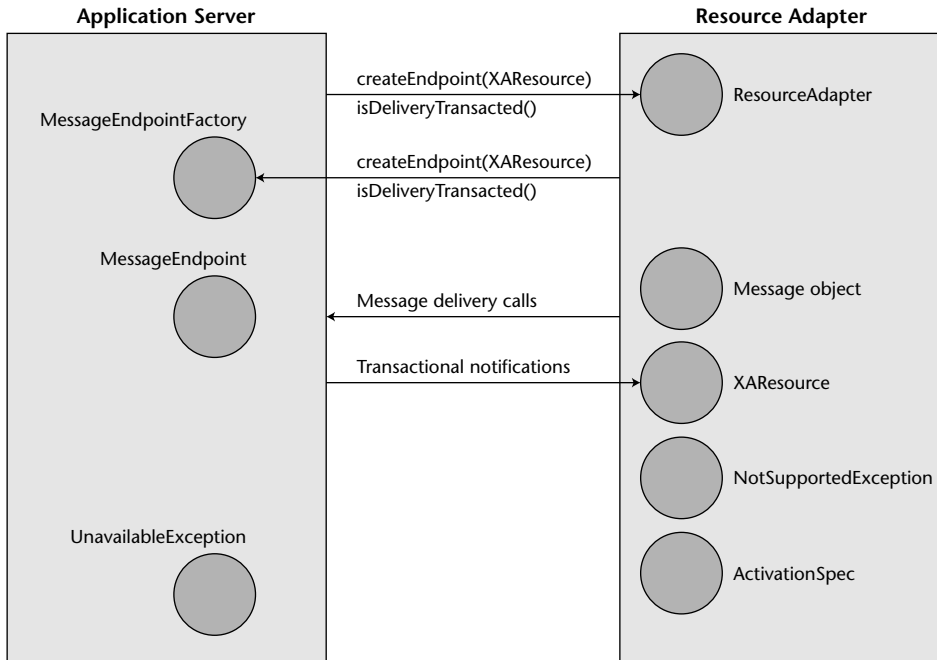 Application Server
Resource Adapter
createEndpoint(XAResource)
isDeliveryTransacted()
ResourceAdapter
MessageEndpointFactory
createEndpoint(XAResource)
isDeliveryTransacted()
MessageEndpoint
Message delivery calls
Message object
Transactional notifications
XAResource
NotSupportedException
UnavailableException
ActivationSpec